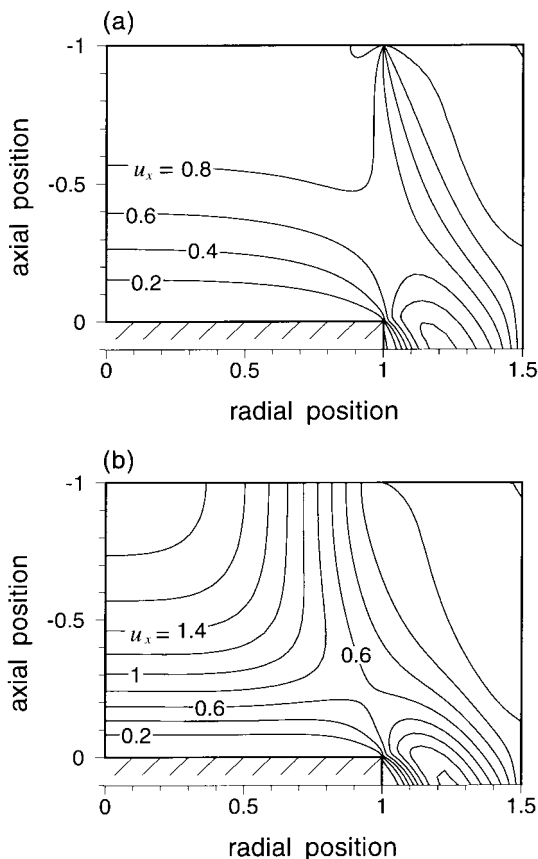 (a)
-1
u_x = 0.8
-0.5
0.6
0.4
0.2
0
0 0.5 1 1.5
axial position
radial position
(b)
-1
-0.5
u_x = 1.4
0.6
1
0.6
0.2
0
0 0.5 1 1.5
axial position
radial position